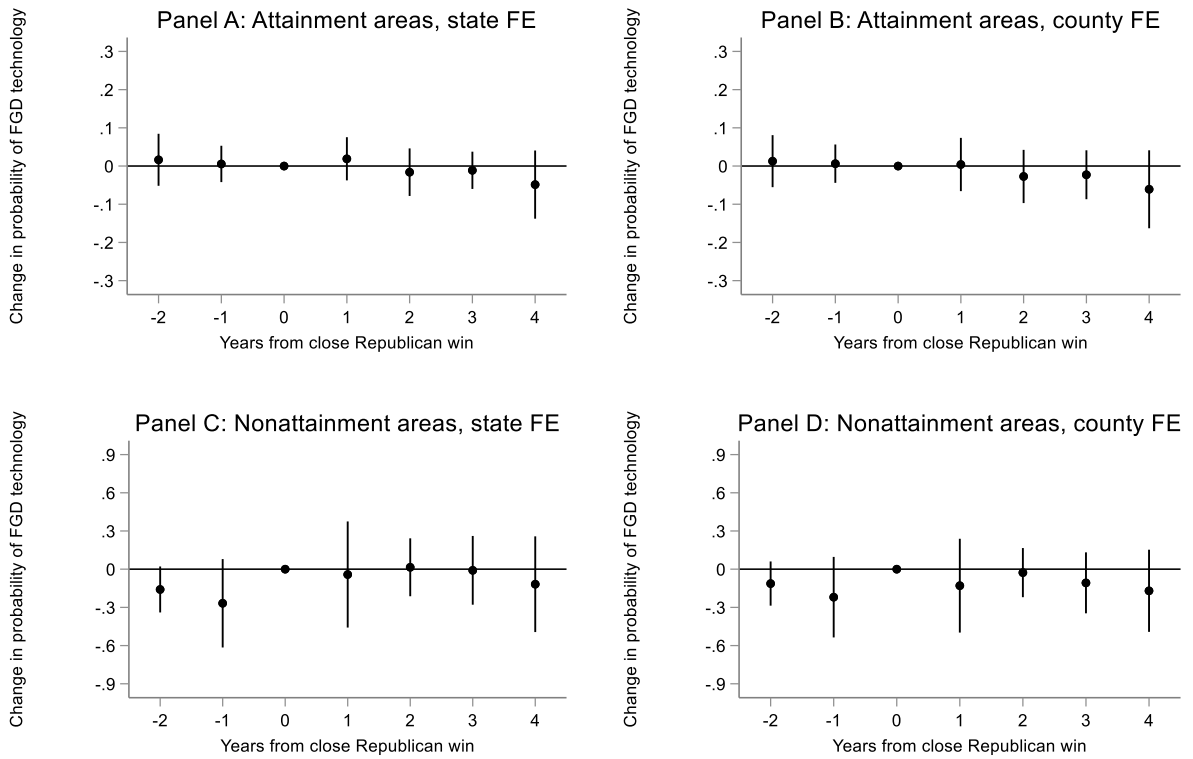 Panel A: Attainment areas, state FE
Change in probability of FGD technology
.3
.2
.1
0
-.1
-.2
-.3
-2 -1 0 1 2 3 4
Years from close Republican win
Panel B: Attainment areas, county FE
Change in probability of FGD technology
.3
.2
.1
0
-.1
-.2
-.3
-2 -1 0 1 2 3 4
Years from close Republican win
Panel C: Nonattainment areas, state FE
Change in probability of FGD technology
.9
.6
.3
0
-.3
-.6
-.9
-2 -1 0 1 2 3 4
Years from close Republican win
Panel D: Nonattainment areas, county FE
Change in probability of FGD technology
.9
.6
.3
0
-.3
-.6
-.9
-2 -1 0 1 2 3 4
Years from close Republican win